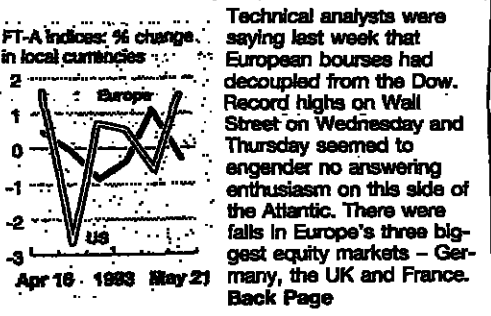 FT-A Indices: % change
in local currencies
2
Europe
1
0
-1
-2
US
-3
Apr 16 1993 May 21
Technical analysts were
saying last week that
European bourses had
decoupled from the Dow.
Record highs on Wall
Street on Wednesday and
Thursday seemed to
engender no answering
enthusiasm on this side of
the Atlantic. There were
falls in Europe's three big-
gest equity markets – Ger-
many, the UK and France.
Back Page